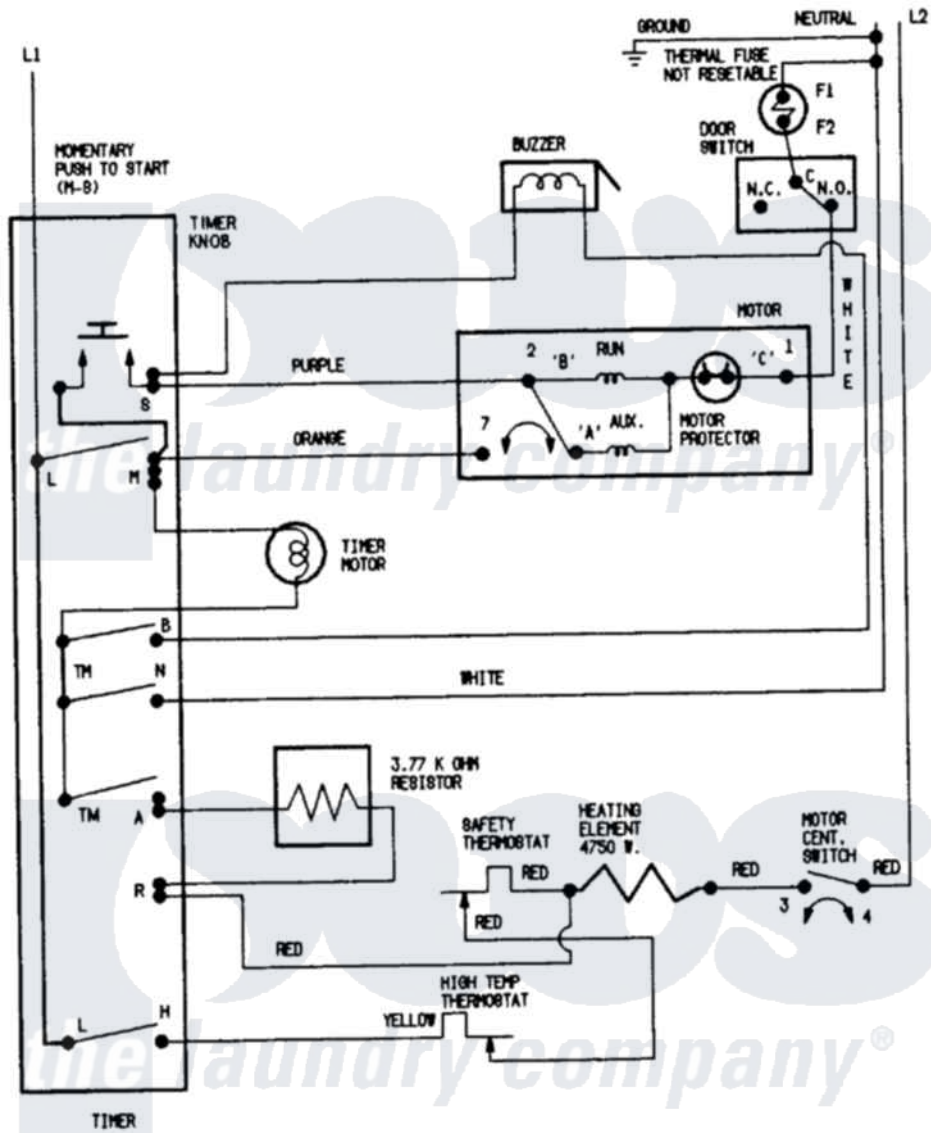 L1
GROUND
NEUTRAL
L2
THERMAL FUSE
NOT RESETABLE
F1
F2
DOOR
SWITCH
N.C.
C
N.O.
MOMENTARY
PUSH TO START
(M-B)
BUZZER
TIMER
KNOB
WHITE
MOTOR
PURPLE
2
'B'
RUN
'C'
1
S
ORANGE
7
'A'
AUX.
MOTOR
PROTECTOR
L
M
the laundry company®
TIMER
MOTOR
B
TM
N
WHITE
3.77 K OHM
RESISTOR
TM
A
SAFETY
THERMOSTAT
HEATING
ELEMENT
4750 W.
MOTOR
CENT.
SWITCH
R
RED
RED
RED
3
4
RED
RED
HIGH TEMP
THERMOSTAT
L
H
YELLOW
the laundry company®
TIMER